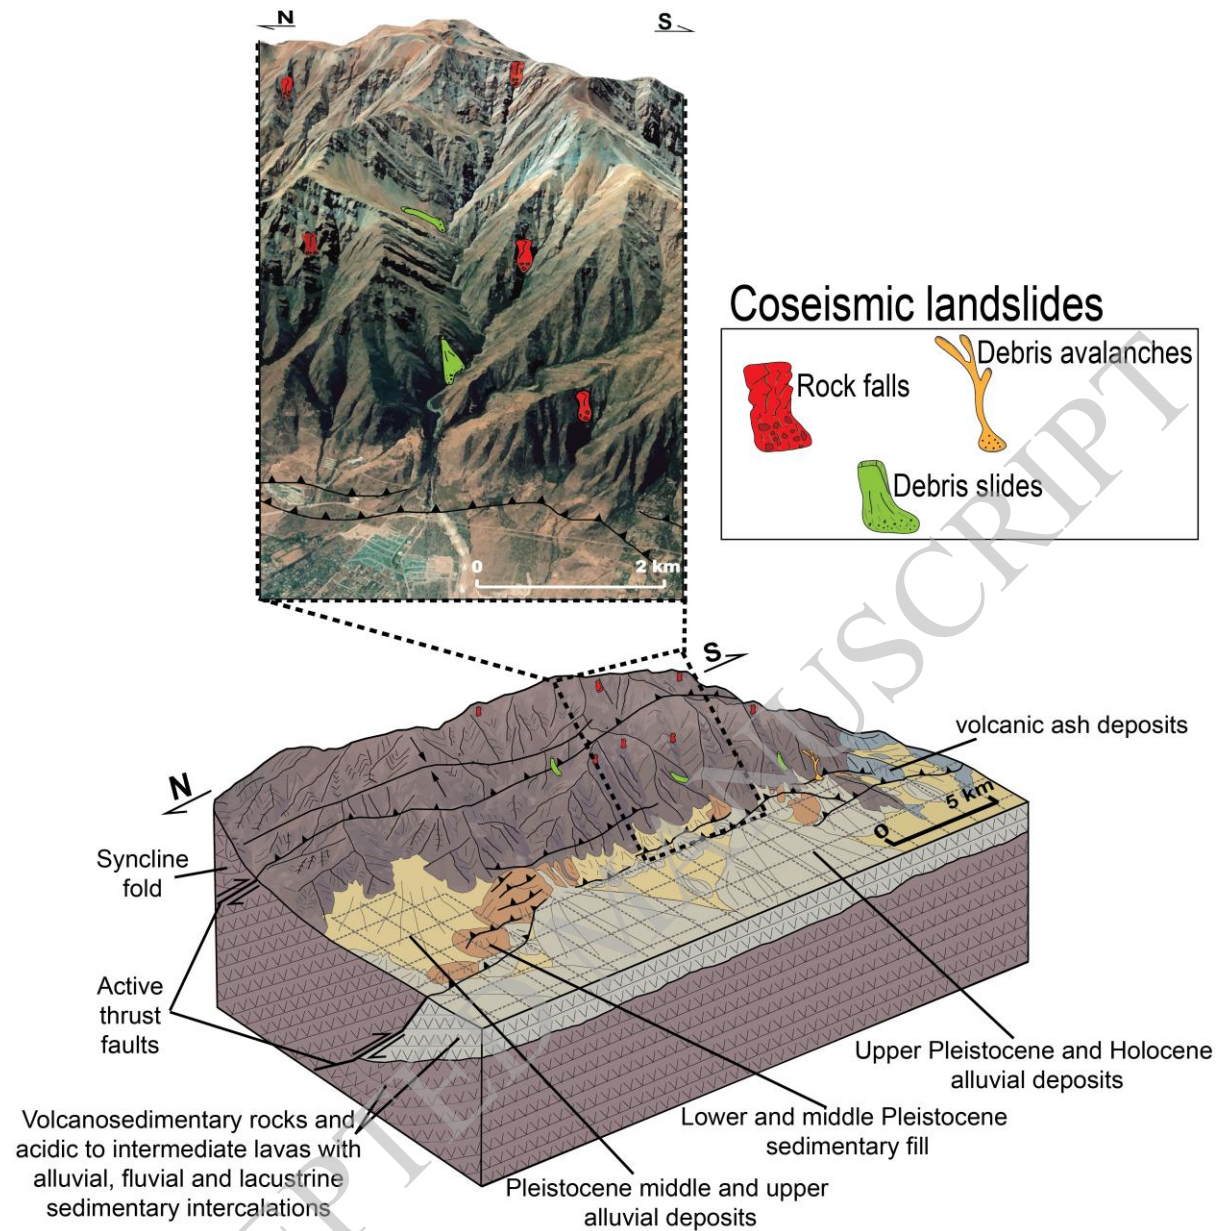 N
S
0
2 km
Coseismic landslides
Debris avalanches
Rock falls
Debris slides
S
volcanic ash deposits
N
5 km
0
Syncline
fold
Active
thrust
faults
Upper Pleistocene and Holocene
alluvial deposits
Lower and middle Pleistocene
sedimentary fill
Volcanosedimentary rocks and
acidic to intermediate lavas with
alluvial, fluvial and lacustrine
sedimentary intercalations
Pleistocene middle and upper
alluvial deposits